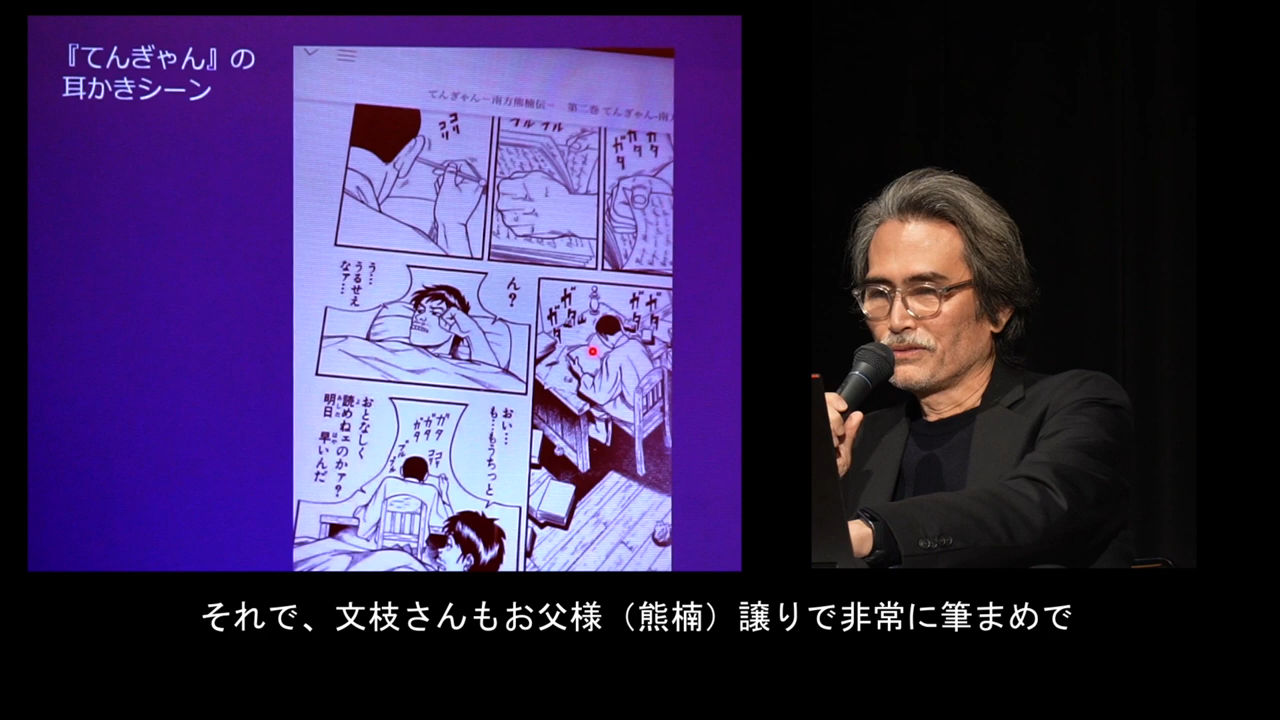 『てんぎゃん』の
耳かきシーン
てんぎゃん－南方熊楠伝－　第二巻 てんぎゃん-南方
コリ
コリ
ブル ブル
ガタ
ガタ
う…
うるせえ
なァ…
ん？
ガタ
ガタ
ガタ
ガタ
おい…
も…もうちっと
おとなしく
読めねェのかァ？
明日 早いんだ
ガタ
ガタ
ガタ
コリ
コリ
それで、文枝さんもお父様（熊楠）譲りで非常に筆まめで